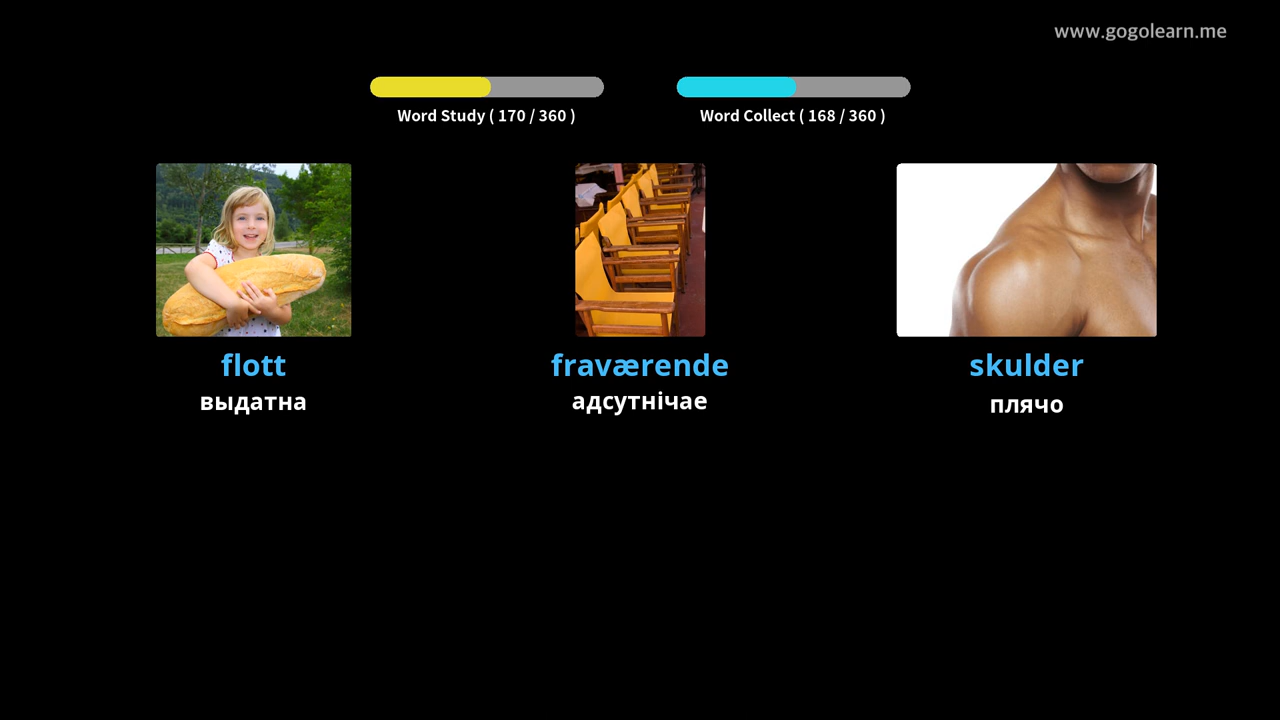 www.gogolearn.me
Word Study ( 170 / 360 )
Word Collect ( 168 / 360 )
flott
fraværende
skulder
выдатна
адсутнічае
плячо